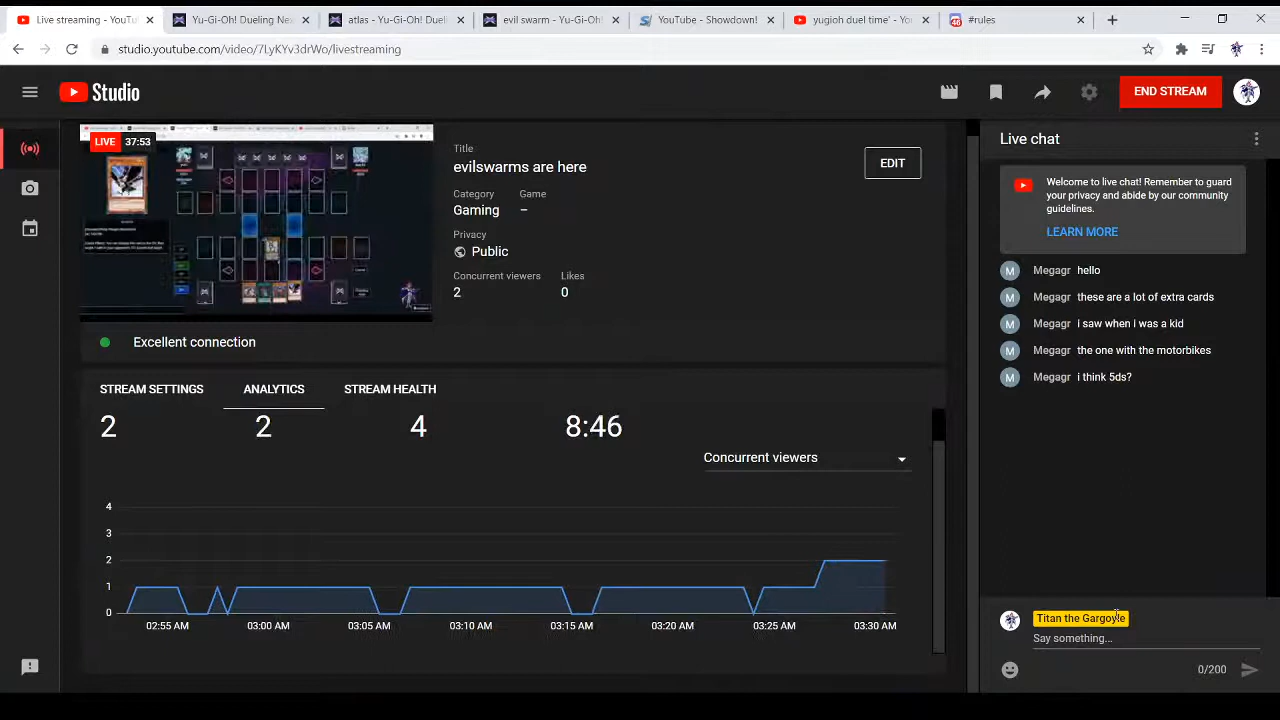 Live streaming - YouTu
Yu-Gi-Oh! Dueling Nex
atlas - Yu-Gi-Oh! Duel
evil swarm - Yu-Gi-Oh!
YouTube - Showdown!
yugioh duel time' - Yo
46
#rules
studio.youtube.com/video/7LyKYv3drWo/livestreaming
Studio
END STREAM
LIVE 37:53
Title
evilswarms are here
EDIT
Category
Game
Gaming
–
Privacy
Public
Concurrent viewers
Likes
2
0
Excellent connection
STREAM SETTINGS
ANALYTICS
STREAM HEALTH
2
2
4
8:46
Concurrent viewers
4
3
2
1
0
02:55 AM
03:00 AM
03:05 AM
03:10 AM
03:15 AM
03:20 AM
03:25 AM
03:30 AM
Live chat
Welcome to live chat! Remember to guard
your privacy and abide by our community
guidelines.
LEARN MORE
M Megagr hello
M Megagr these are a lot of extra cards
M Megagr i saw when i was a kid
M Megagr the one with the motorbikes
M Megagr i think 5ds?
Titan the Gargoyle
Say something...
0/200